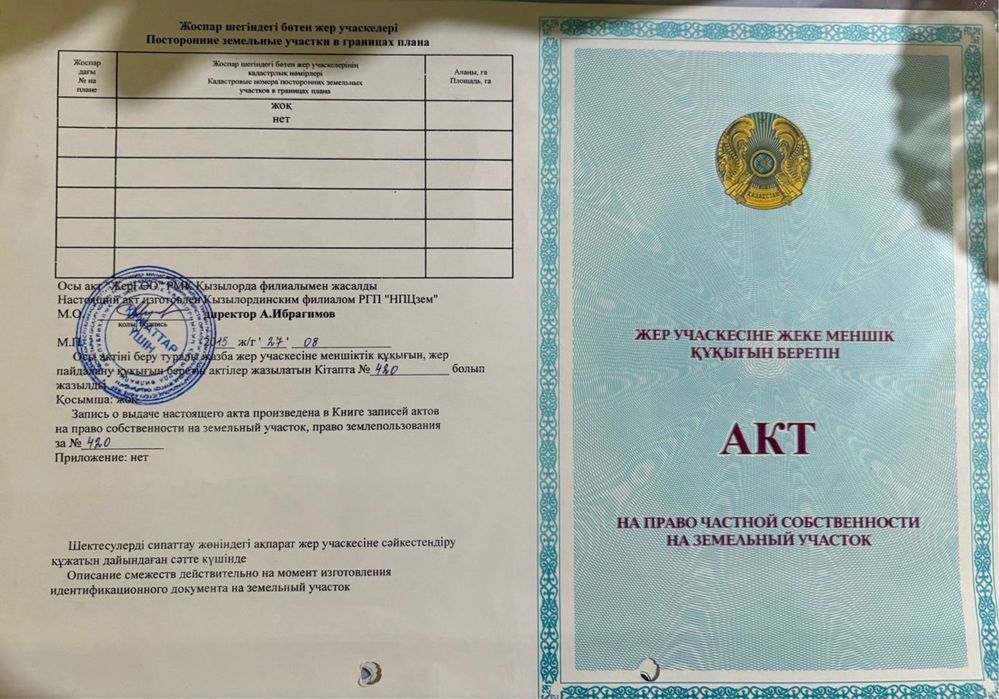 Жоспар шегіндегі бөтен жер учаскелері
Посторонние земельные участки в границах плана
Жоспар дағы № на плане
Жоспар шегіндегі бөтен жер учаскелерінің кадастрлық нөмірлері
Кадастровые номера посторонних земельных участков в границах плана
Алаңы, га
Площадь, га
жоқ
нет
Осы акт "ЖерҒӨО" РМК Қызылорда филиалымен жасалды
Настоящий акт изготовлен Кызылординским филиалом РГП "НПЦзем"
М.О. директор А.Ибрагимов
қолы, подпись
М.П. 2015 ж/г ' 27 ' 08
Осы актіні беру туралы жазба жер учаскесіне меншіктік құқығын, жер
пайдалану құқығын беретін актілер жазылатын Кітапта № 420 болып
жазылды
Қосымша: жоқ
Запись о выдаче настоящего акта произведена в Книге записей актов
на право собственности на земельный участок, право землепользования
за № 420
Приложение: нет
Шектесулерді сипаттау жөніндегі ақпарат жер учаскесіне сәйкестендіру
құжатын дайындаған сәтте күшінде
Описание смежеств действительно на момент изготовления
идентификационного документа на земельный участок
ҚҰЖАТТАР
ҮШІН
ҚАЗАҚСТАН
ЖЕР УЧАСКЕСІНЕ ЖЕКЕ МЕНШІК
ҚҰҚЫҒЫН БЕРЕТІН
АКТ
НА ПРАВО ЧАСТНОЙ СОБСТВЕННОСТИ
НА ЗЕМЕЛЬНЫЙ УЧАСТОК